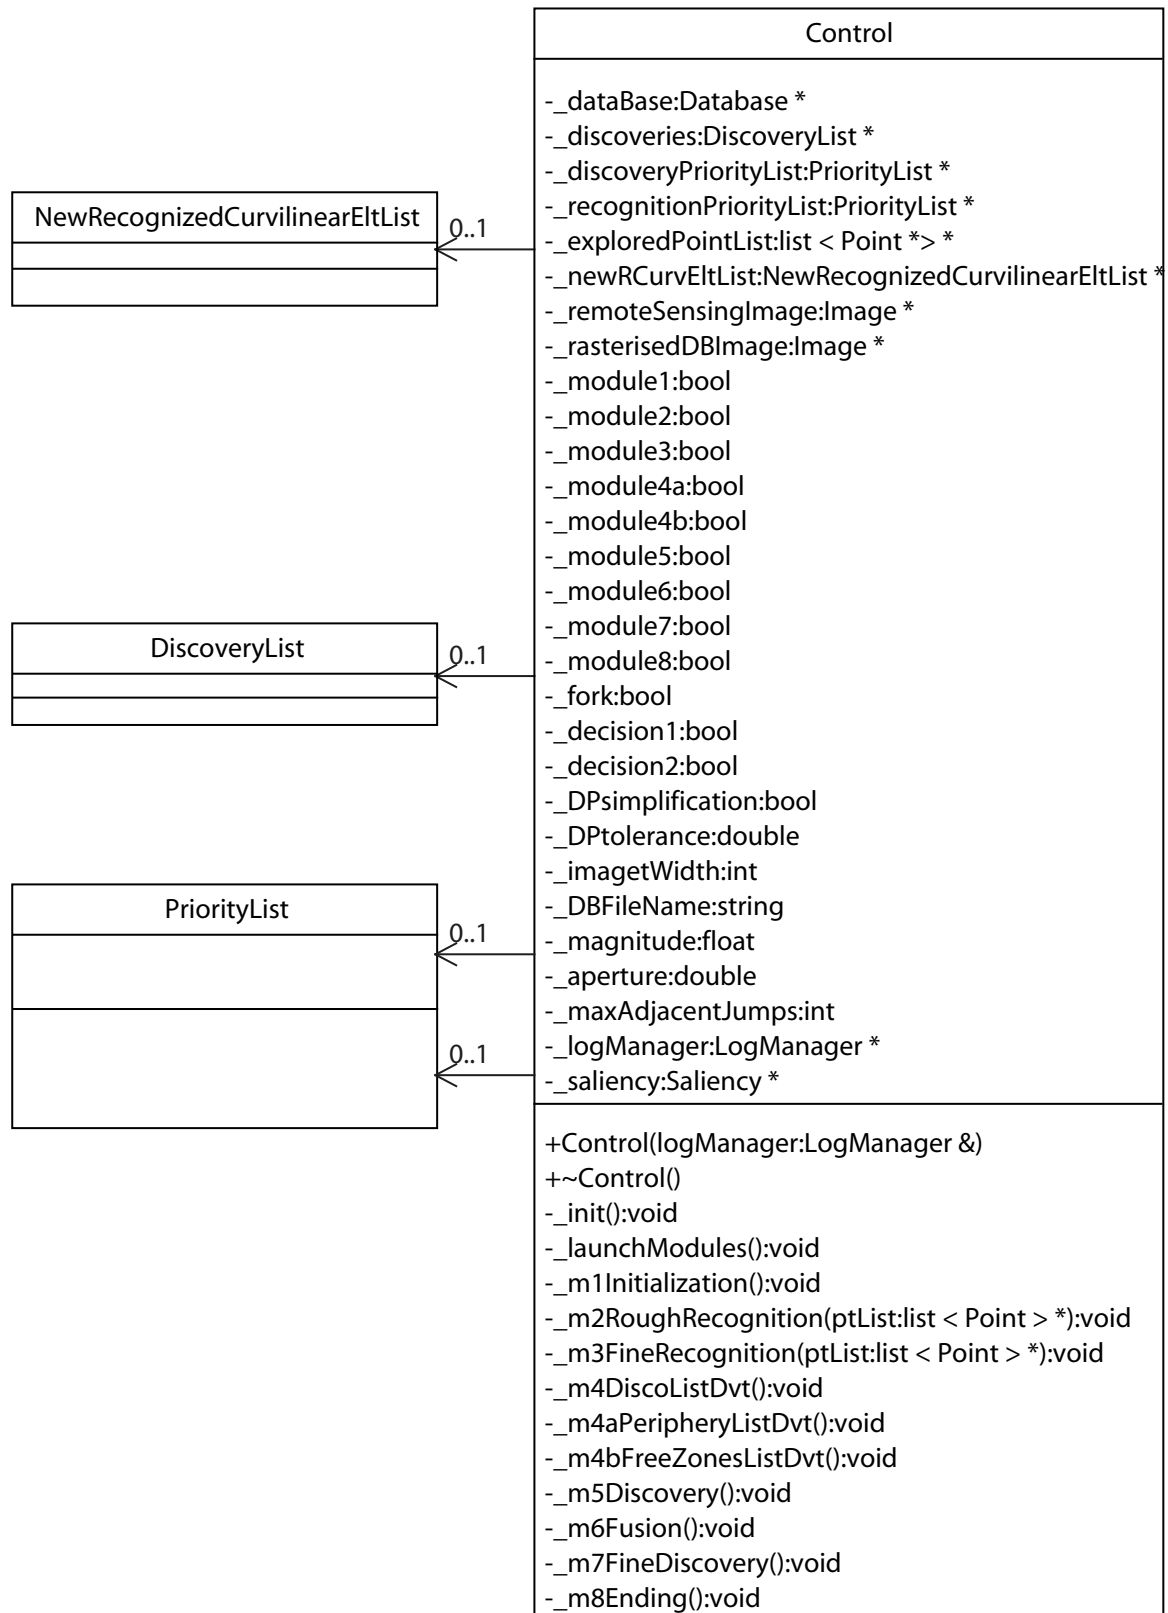 Control
-_dataBase:Database *
-_discoveries:DiscoveryList *
-_discoveryPriorityList:PriorityList *
-_recognitionPriorityList:PriorityList *
-_exploredPointList:list < Point *> *
-_newRCurvEltList:NewRecognizedCurvilinearEltList *
-_remoteSensingImage:Image *
-_rasterisedDBImage:Image *
-_module1:bool
-_module2:bool
-_module3:bool
-_module4a:bool
-_module4b:bool
-_module5:bool
-_module6:bool
-_module7:bool
-_module8:bool
-_fork:bool
-_decision1:bool
-_decision2:bool
-_DPsimplification:bool
-_DPtolerance:double
-_imagetWidth:int
-_DBFileName:string
-_magnitude:float
-_aperture:double
-_maxAdjacentJumps:int
-_logManager:LogManager *
-_saliency:Saliency *
+Control(logManager:LogManager &)
+~Control()
-_init():void
-_launchModules():void
-_m1Initialization():void
-_m2RoughRecognition(ptList:list < Point > *):void
-_m3FineRecognition(ptList:list < Point > *):void
-_m4DiscoListDvt():void
-_m4aPeripheryListDvt():void
-_m4bFreeZonesListDvt():void
-_m5Discovery():void
-_m6Fusion():void
-_m7FineDiscovery():void
-_m8Ending():void
NewRecognizedCurvilinearEltList
0..1
DiscoveryList
0..1
PriorityList
0..1
0..1